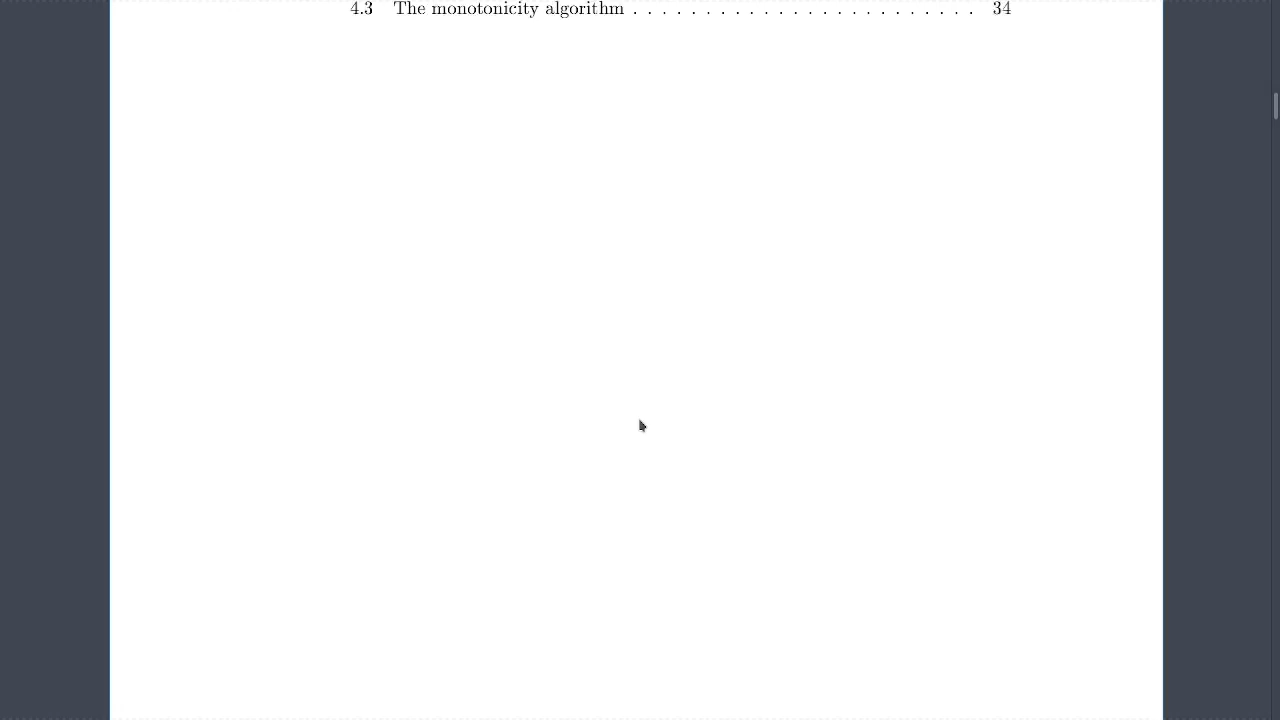 4.3 The monotonicity algorithm . . . . . . . . . . . . . . . . . . . . . . . . 34